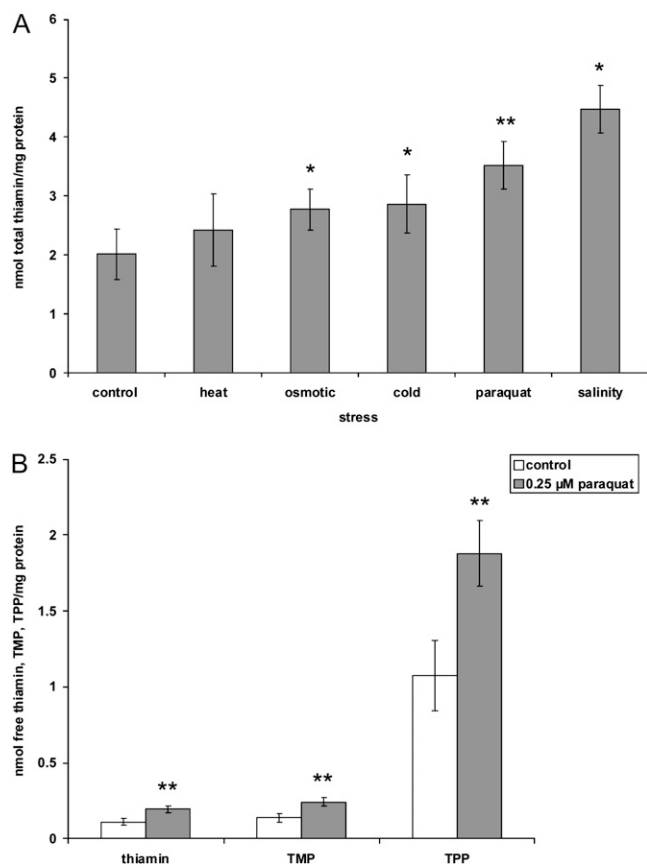 A
6
5
4
3
2
1
0
nmol total thiamin/mg protein
*
*
**
*
control heat osmotic cold paraquat salinity
stress
B
2.5
2
1.5
1
0.5
0
nmol free thiamin, TMP, TPP/mg protein
control
0.25 µM paraquat
**
**
**
thiamin TMP TPP